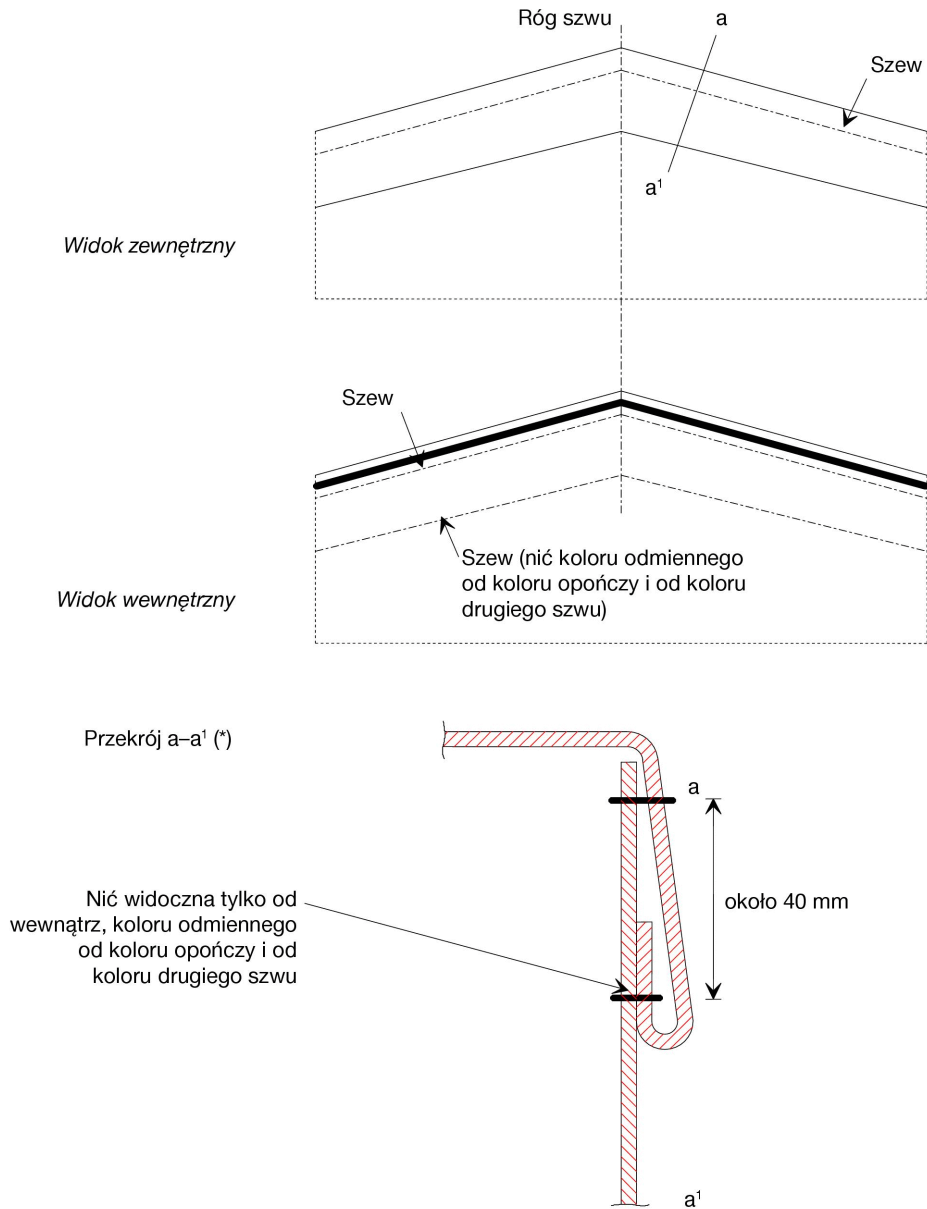 Róg szwu
a
Szew
a¹
Widok zewnętrzny
Szew
Szew (nić koloru odmiennego
od koloru opończy i od koloru
drugiego szwu)
Widok wewnętrzny
Przekrój a–a¹ (*)
a
Nić widoczna tylko od
wewnątrz, koloru odmiennego
od koloru opończy i od
koloru drugiego szwu
około 40 mm
a¹